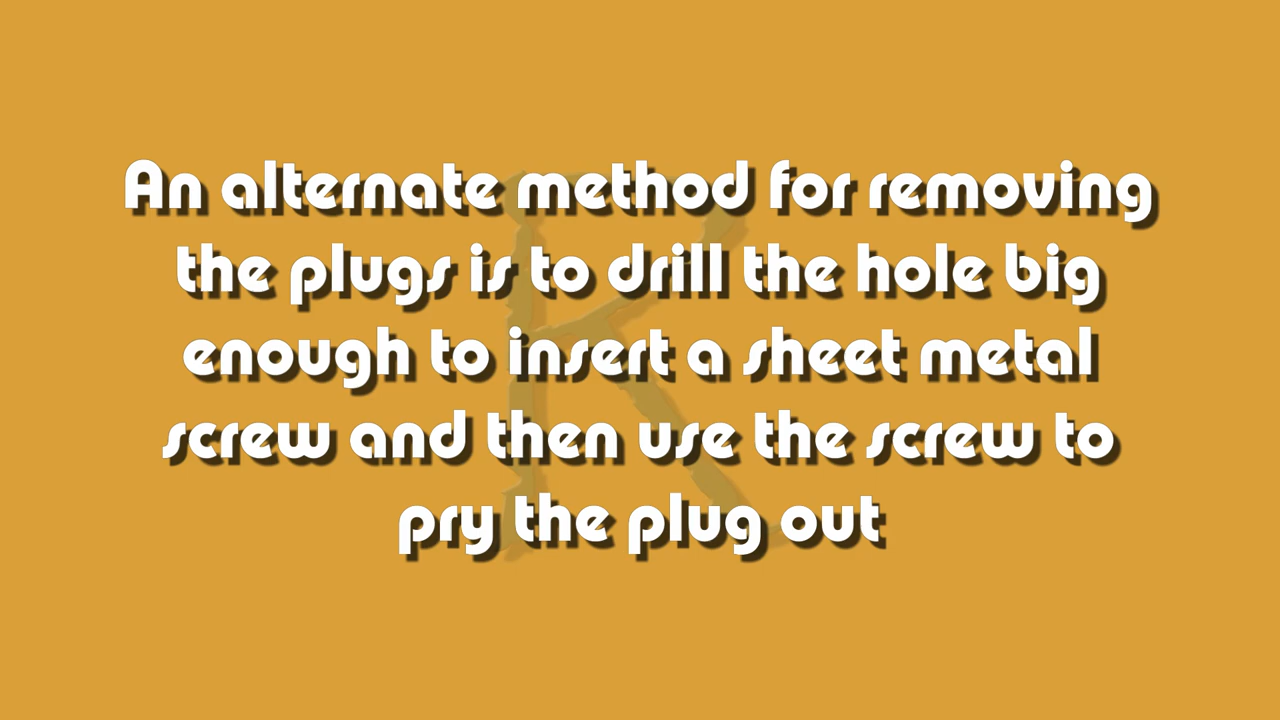 An alternate method for removing
the plugs is to drill the hole big
enough to insert a sheet metal
screw and then use the screw to
pry the plug out